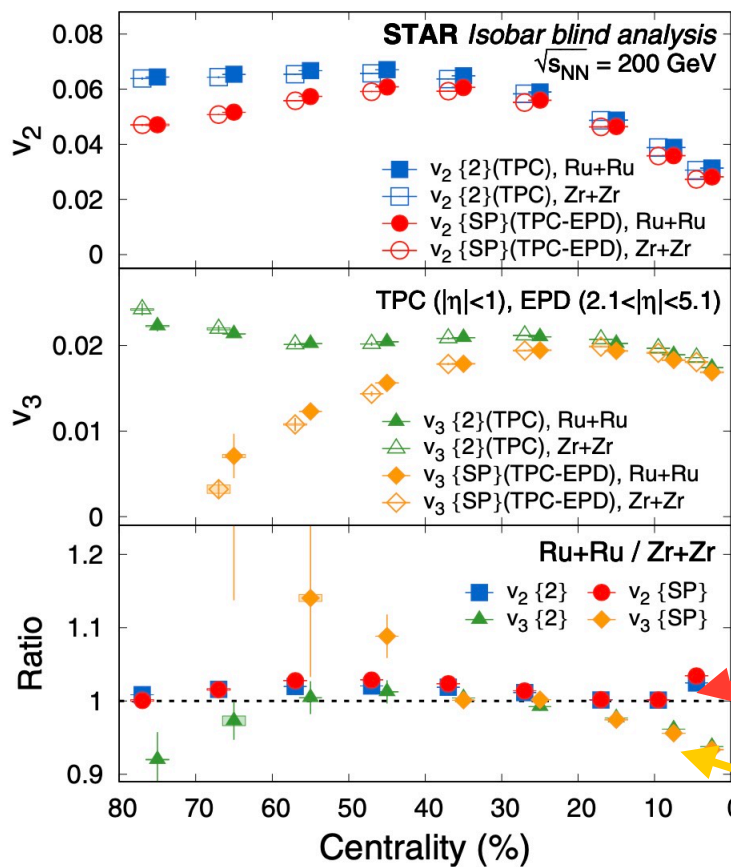 STAR Isobar blind analysis
√sNN = 200 GeV
0.08
0.06
0.04
0.02
0
v2
v2 {2}(TPC), Ru+Ru
v2 {2}(TPC), Zr+Zr
v2 {SP}(TPC-EPD), Ru+Ru
v2 {SP}(TPC-EPD), Zr+Zr
TPC (|η|<1), EPD (2.1<|η|<5.1)
0.02
0.01
0
v3
v3 {2}(TPC), Ru+Ru
v3 {2}(TPC), Zr+Zr
v3 {SP}(TPC-EPD), Ru+Ru
v3 {SP}(TPC-EPD), Zr+Zr
Ru+Ru / Zr+Zr
v2 {2} v2 {SP}
v3 {2} v3 {SP}
1.2
1.1
1
0.9
Ratio
80 70 60 50 40 30 20 10 0
Centrality (%)